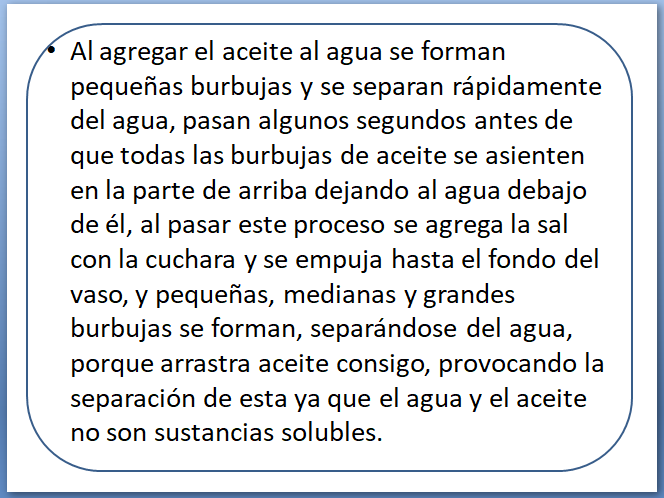 • Al agregar el aceite al agua se forman
pequeñas burbujas y se separan rápidamente
del agua, pasan algunos segundos antes de
que todas las burbujas de aceite se asienten
en la parte de arriba dejando al agua debajo
de él, al pasar este proceso se agrega la sal
con la cuchara y se empuja hasta el fondo del
vaso, y pequeñas, medianas y grandes
burbujas se forman, separándose del agua,
porque arrastra aceite consigo, provocando la
separación de esta ya que el agua y el aceite
no son sustancias solubles.